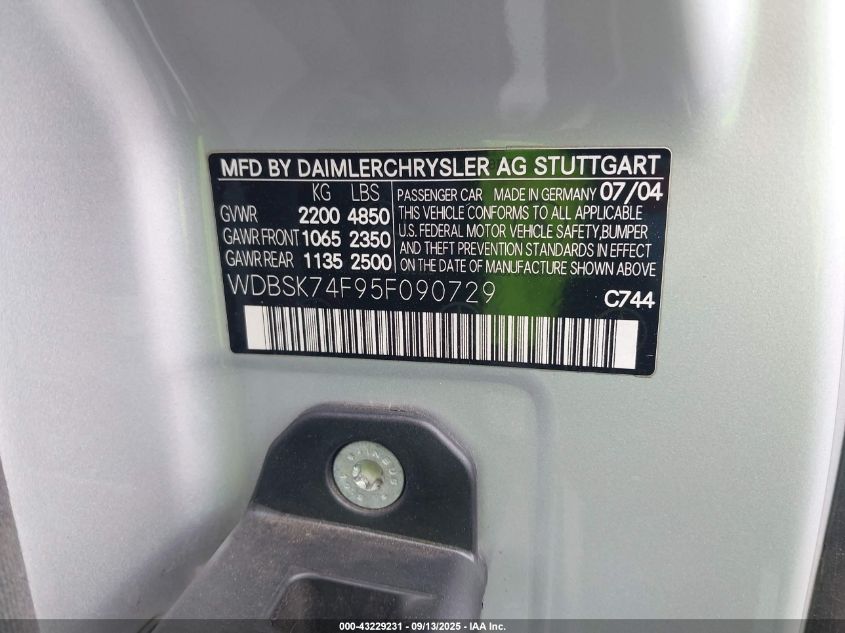 MFD BY DAIMLERCHRYSLER AG STUTTGART
KG LBS
GVWR 2200 4850
GAWR FRONT 1065 2350
GAWR REAR 1135 2500
PASSENGER CAR MADE IN GERMANY 07/04
THIS VEHICLE CONFORMS TO ALL APPLICABLE
U.S. FEDERAL MOTOR VEHICLE SAFETY,BUMPER
AND THEFT PREVENTION STANDARDS IN EFFECT
ON THE DATE OF MANUFACTURE SHOWN ABOVE
WDBSK74F95F090729
C744
000-43229231 - 09/13/2025 - IAA Inc.